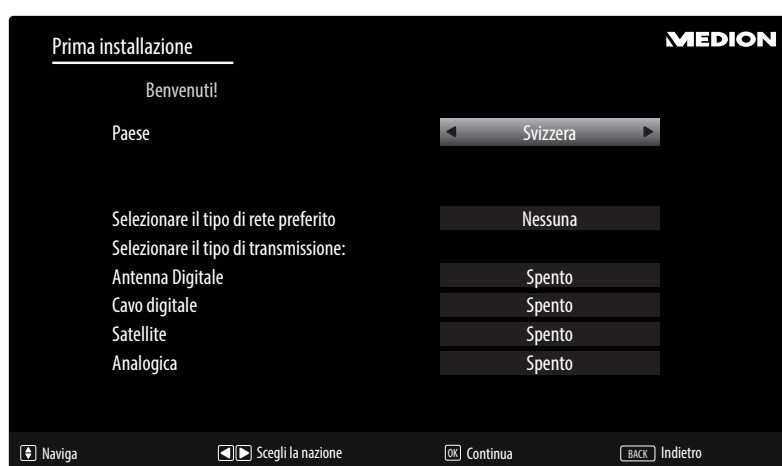 Prima installazione
MEDION
Benvenuti!
Paese Svizzera
Selezionare il tipo di rete preferito Nessuna
Selezionare il tipo di transmissione:
Antenna Digitale Spento
Cavo digitale Spento
Satellite Spento
Analogica Spento
Naviga Scegli la nazione OK Continua BACK Indietro